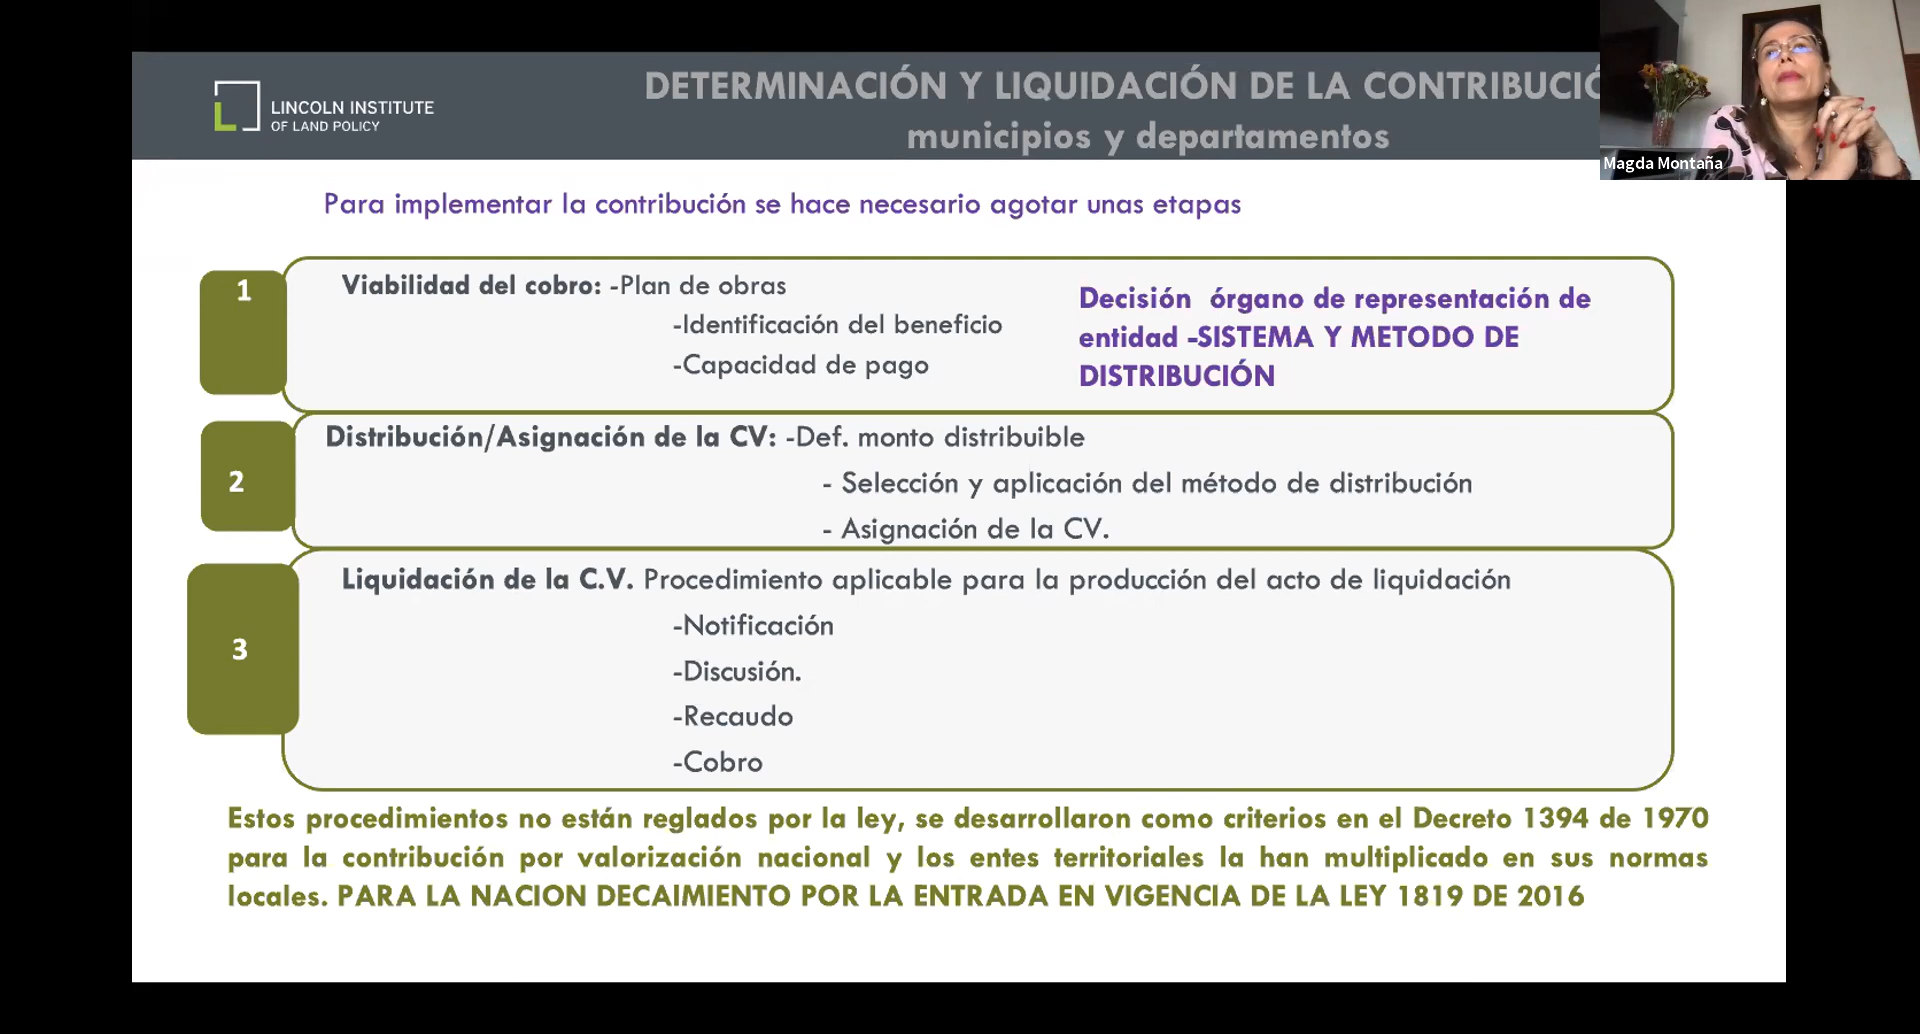 LINCOLN INSTITUTE
OF LAND POLICY
DETERMINACIÓN Y LIQUIDACIÓN DE LA
municipios y departamentos
Magda Montaña
Para implementar la contribución se hace necesario agotar unas etapas
1
Viabilidad del cobro: -Plan de obras
-Identificación del beneficio
-Capacidad de pago
Decisión órgano de representación de
entidad -SISTEMA Y METODO DE
DISTRIBUCIÓN
2
Distribución/Asignación de la CV: -Def. monto distribuible
- Selección y aplicación del método de distribución
- Asignación de la CV.
3
Liquidación de la C.V. Procedimiento aplicable para la producción del acto de liquidación
-Notificación
-Discusión.
-Recaudo
-Cobro
Estos procedimientos no están reglados por la ley, se desarrollaron como criterios en el Decreto 1394 de 1970
para la contribución por valorización nacional y los entes territoriales la han multiplicado en sus normas
locales. PARA LA NACION DECAIMIENTO POR LA ENTRADA EN VIGENCIA DE LA LEY 1819 DE 2016